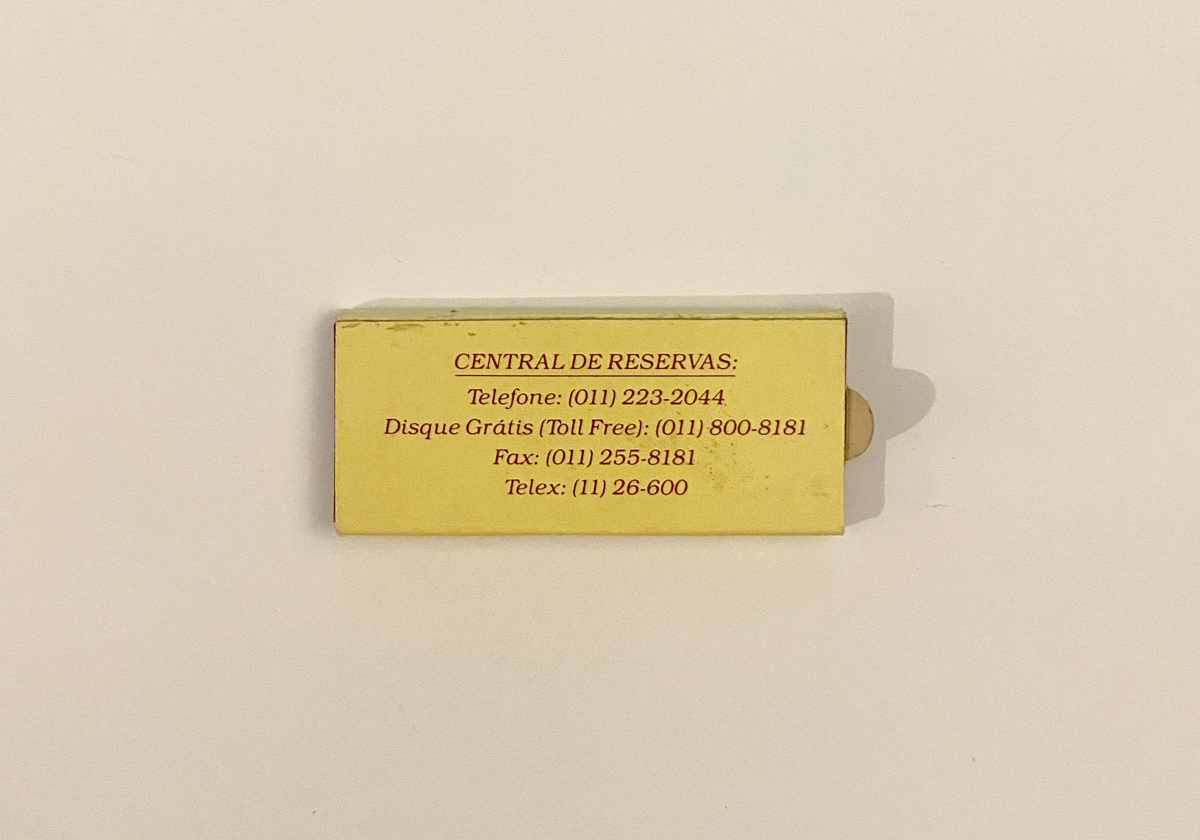 CENTRAL DE RESERVAS:
Telefone: (011) 223-2044
Disque Grátis (Toll Free): (011) 800-8181
Fax: (011) 255-8181
Telex: (11) 26-600